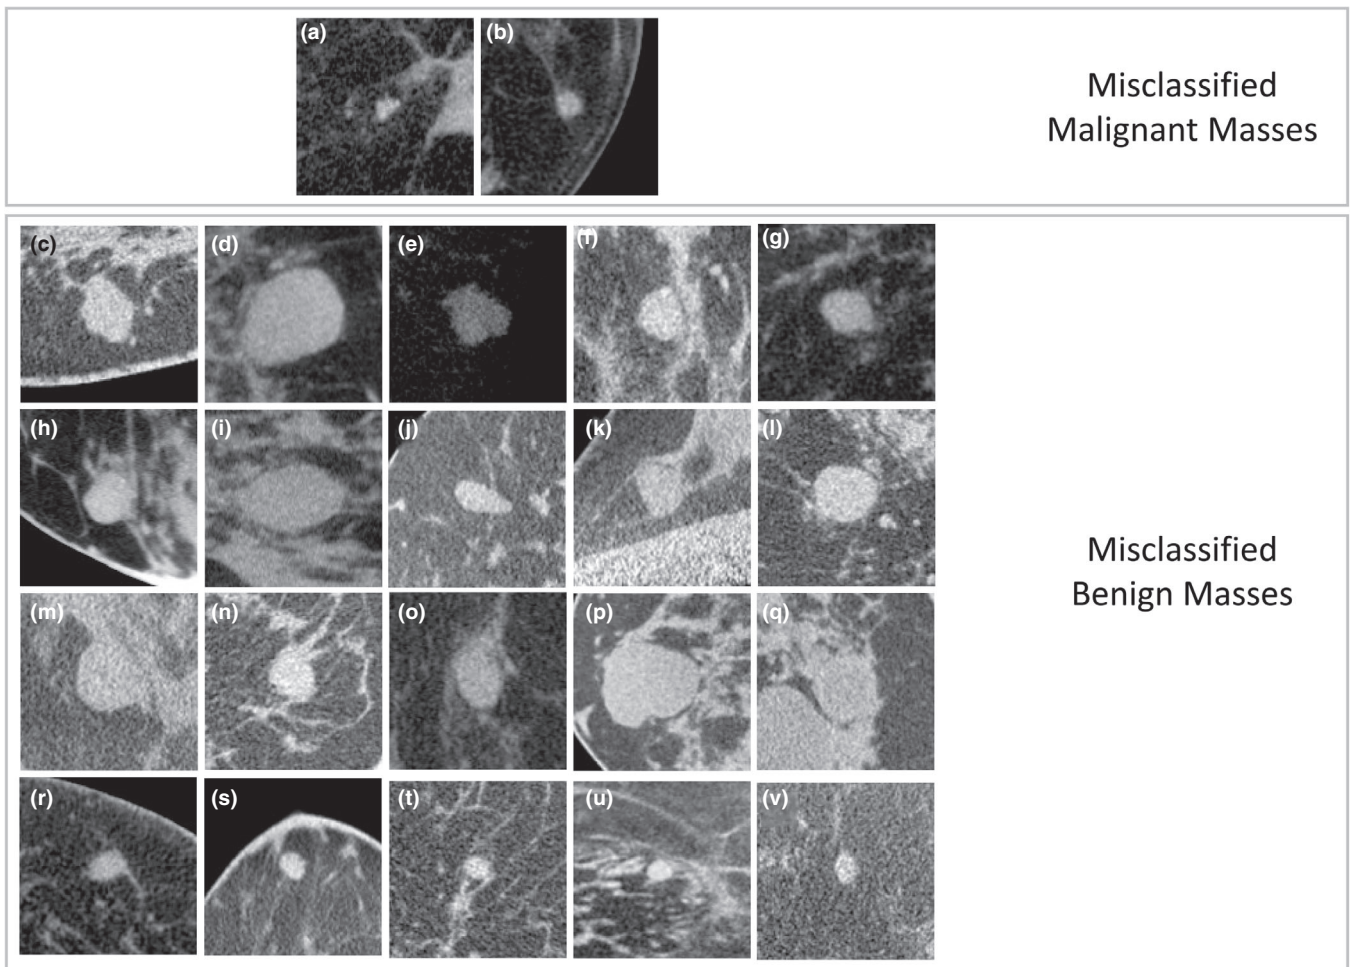 (a)
(b)
Misclassified
Malignant Masses
(c)
(d)
(e)
(f)
(g)
(h)
(i)
(j)
(k)
(l)
Misclassified
Benign Masses
(m)
(n)
(o)
(p)
(q)
(r)
(s)
(t)
(u)
(v)